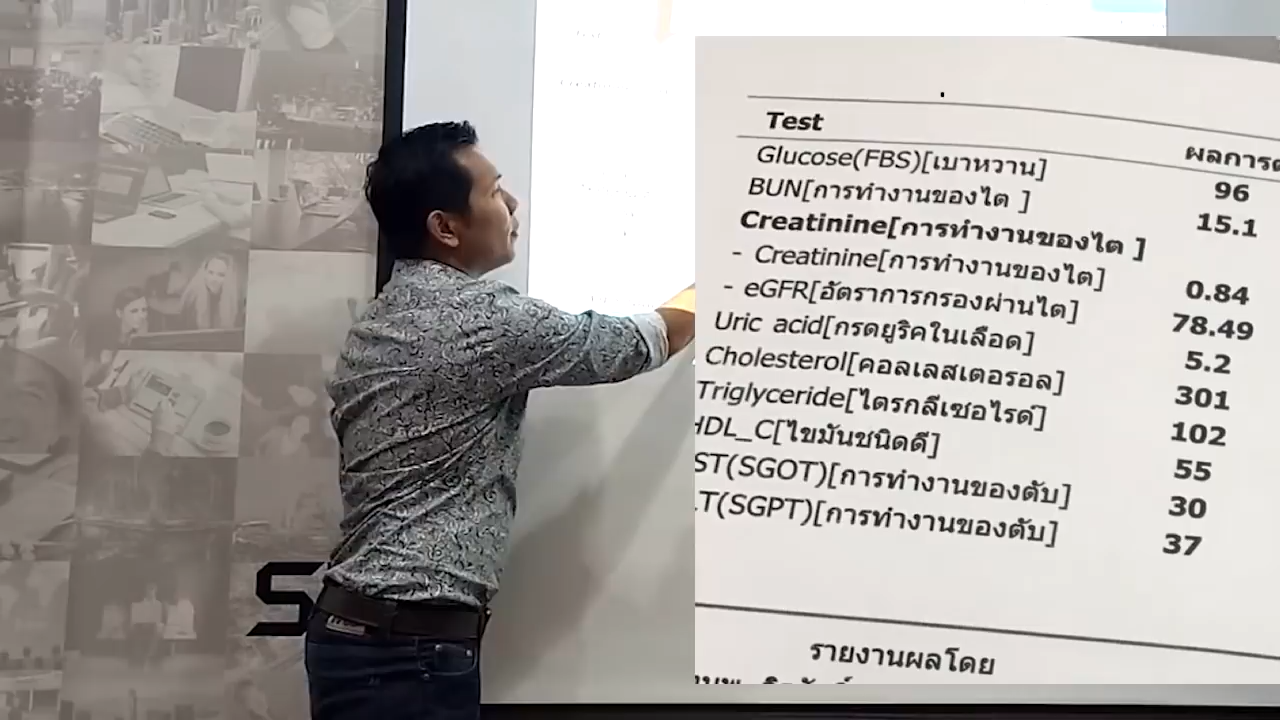 Test
ผลการต
Glucose(FBS)[เบาหวาน] 96
BUN[การทำงานของไต ] 15.1
Creatinine[การทำงานของไต ]
- Creatinine[การทำงานของไต] 0.84
- eGFR[อัตราการกรองผ่านไต] 78.49
Uric acid[กรดยูริคในเลือด] 5.2
Cholesterol[คอลเลสเตอรอล] 301
Triglyceride[ไตรกลีเซอไรด์] 102
HDL_C[ไขมันชนิดดี] 55
ST(SGOT)[การทำงานของตับ] 30
LT(SGPT)[การทำงานของตับ] 37
รายงานผลโดย